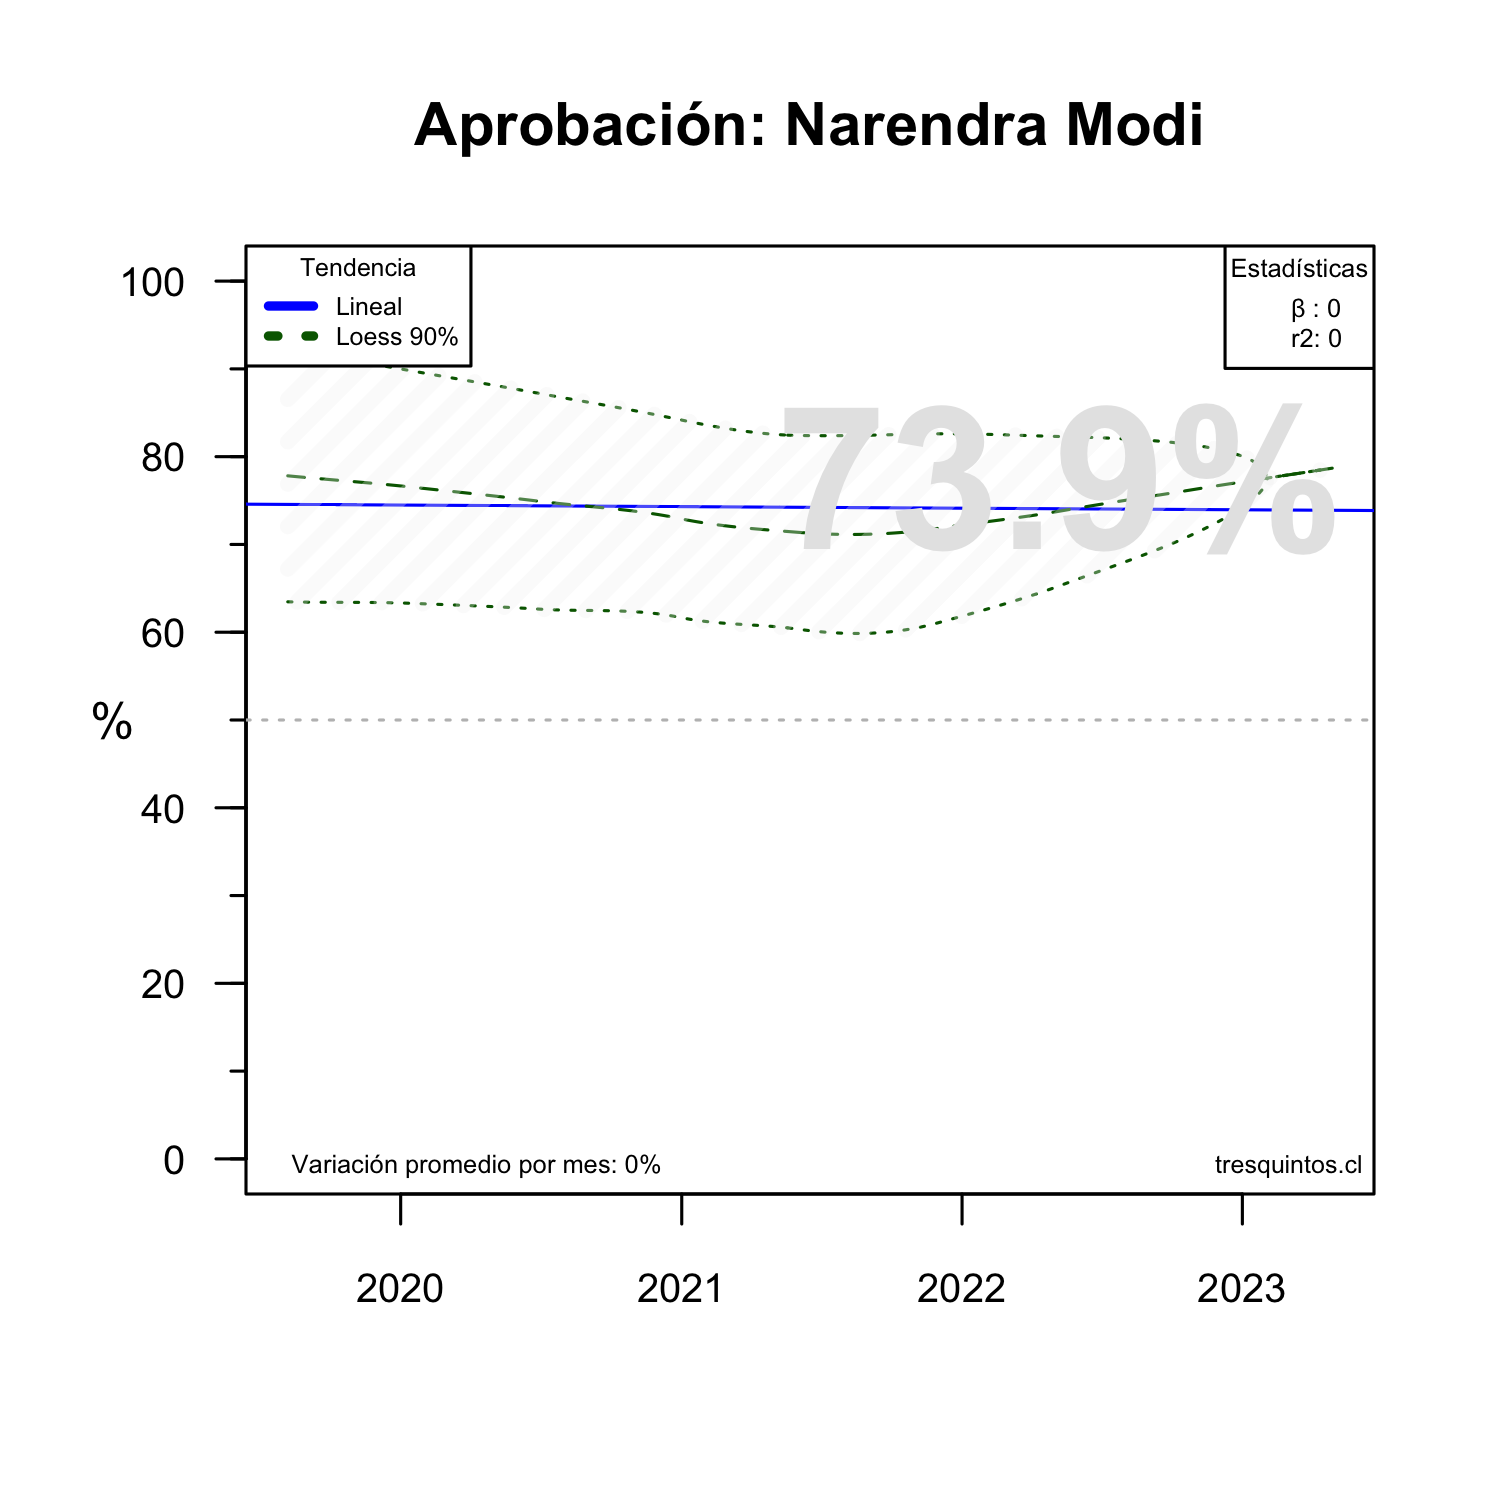 Aprobación: Narendra Modi
Tendencia
Lineal
Loess 90%
Estadísticas
β : 0
r2: 0
73.9%
100
80
60
40
20
0
%
Variación promedio por mes: 0%
tresquintos.cl
2020
2021
2022
2023